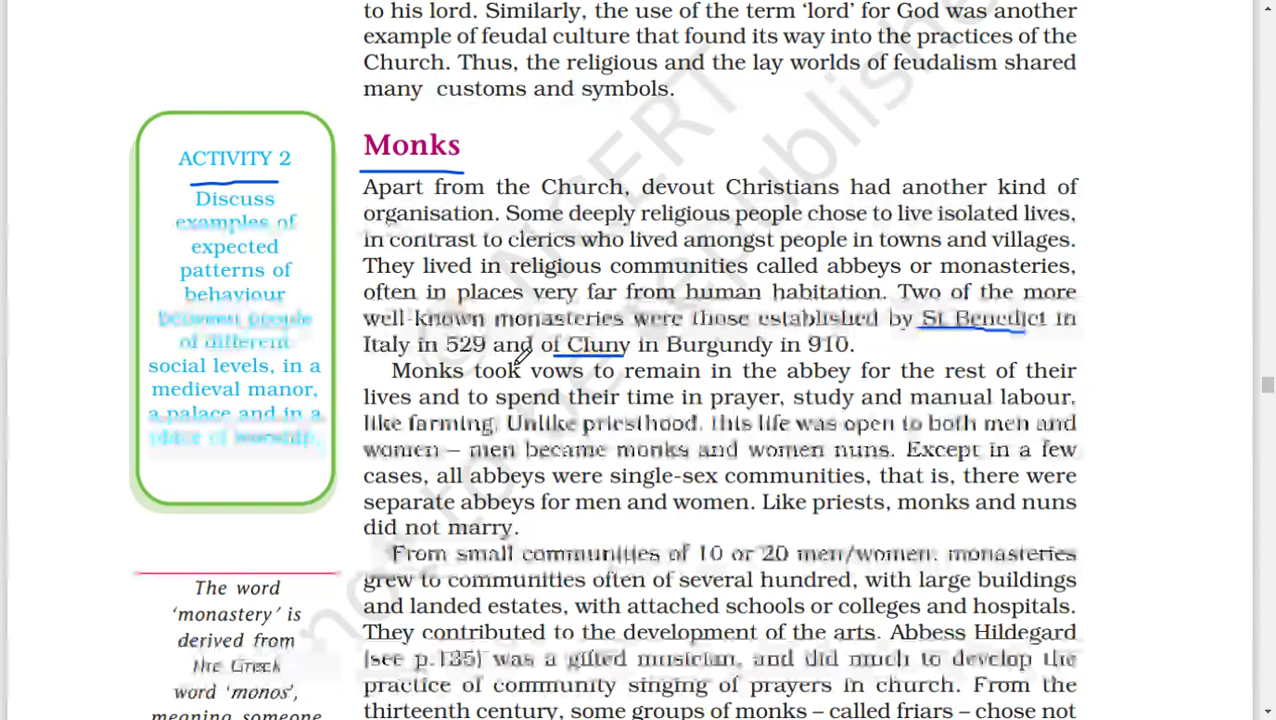 to his lord. Similarly, the use of the term ‘lord’ for God was another
example of feudal culture that found its way into the practices of the
Church. Thus, the religious and the lay worlds of feudalism shared
many customs and symbols.
Monks
Apart from the Church, devout Christians had another kind of
organisation. Some deeply religious people chose to live isolated lives,
in contrast to clerics who lived amongst people in towns and villages.
They lived in religious communities called abbeys or monasteries,
often in places very far from human habitation. Two of the more
well-known monasteries were those established by St Benedict in
Italy in 529 and of Cluny in Burgundy in 910.
Monks took vows to remain in the abbey for the rest of their
lives and to spend their time in prayer, study and manual labour,
like farming. Unlike priesthood, this life was open to both men and
women – men became monks and women nuns. Except in a few
cases, all abbeys were single-sex communities, that is, there were
separate abbeys for men and women. Like priests, monks and nuns
did not marry.
From small communities of 10 or 20 men/women, monasteries
grew to communities often of several hundred, with large buildings
and landed estates, with attached schools or colleges and hospitals.
They contributed to the development of the arts. Abbess Hildegard
(see p.135) was a gifted musician, and did much to develop the
practice of community singing of prayers in church. From the
thirteenth century, some groups of monks – called friars – chose not
ACTIVITY 2
Discuss
examples of
expected
patterns of
behaviour
between people
of different
social levels, in a
medieval manor,
a palace and in a
place of worship.
The word
‘monastery’ is
derived from
the Greek
word ‘monos’,
meaning someone
© NCERT
not to be republished